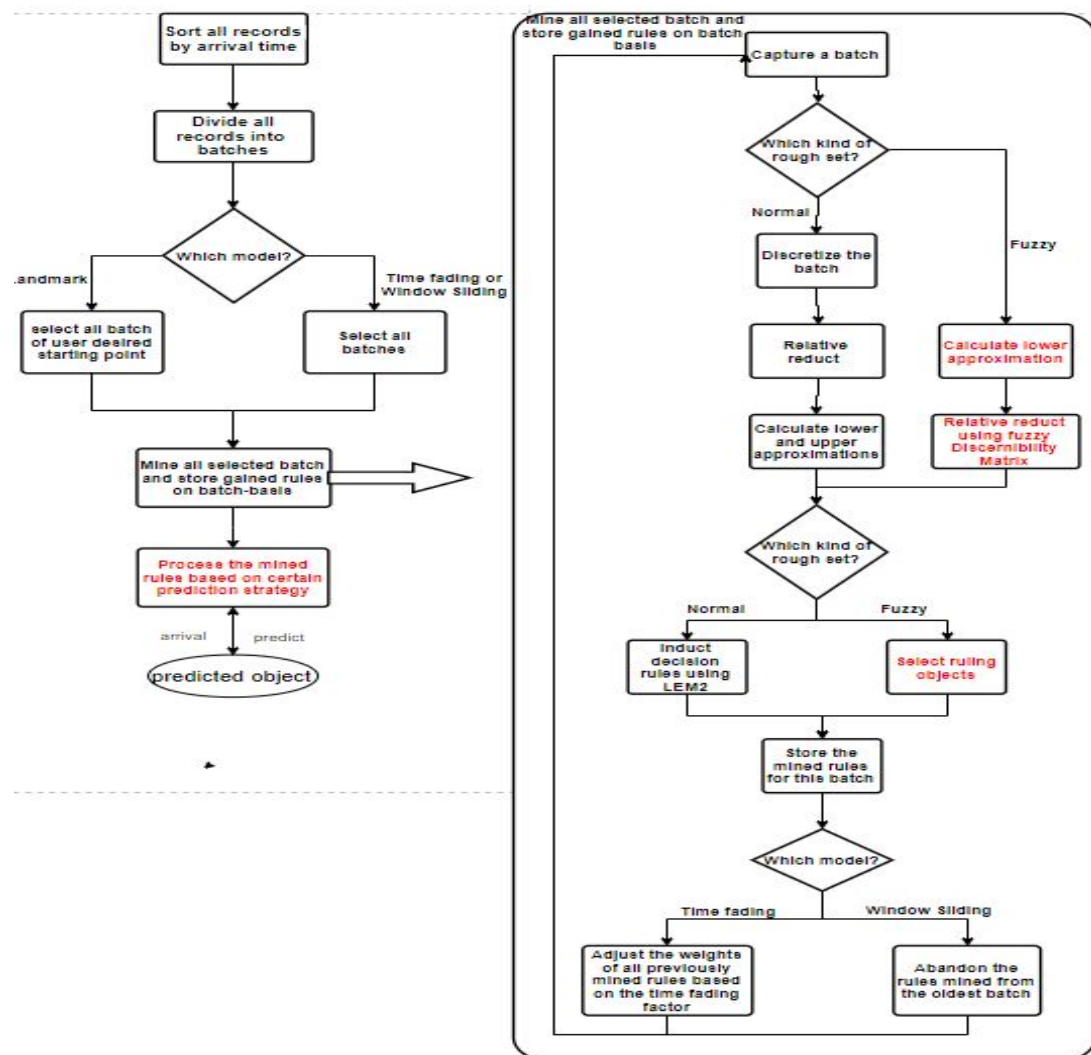 Sort all records
by arrival time
Divide all
records into
batches
Which model?
Landmark
Time fading or
Window Sliding
select all batch
of user desired
starting point
Select all
batches
Mine all selected batch
and store gained rules
on batch-basis
Process the mined
rules based on certain
prediction strategy
arrival
predict
predicted object
Mine all selected batch and
store gained rules on batch
basis
Capture a batch
Which kind of
rough set?
Normal
Fuzzy
Discretize the
batch
Relative
reduct
Calculate lower
approximation
Calculate lower
and upper
approximations
Relative reduct
using fuzzy
Discernibility
Matrix
Which kind of
rough set?
Normal
Fuzzy
Induct
decision
rules using
LEM2
Select ruling
objects
Store the
mined rules
for this batch
Which model?
Time fading
Window Sliding
Adjust the weights
of all previously
mined rules based
on the time fading
factor
Abandon the
rules mined from
the oldest batch